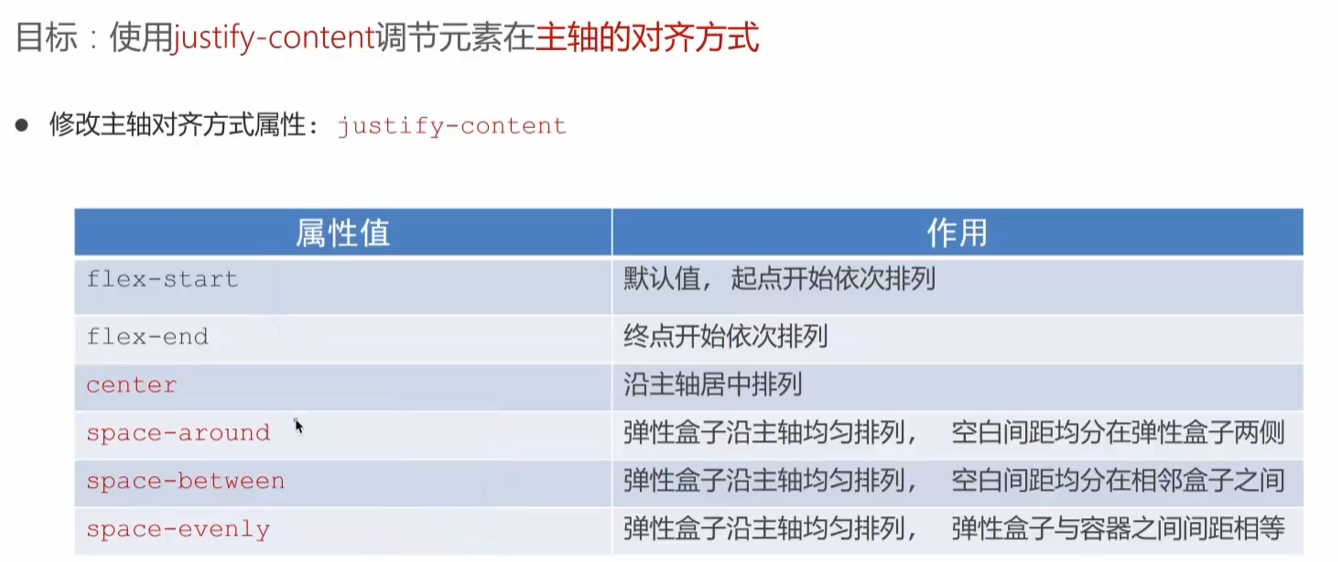 目标：使用justify-content调节元素在主轴的对齐方式
● 修改主轴对齐方式属性：justify-content
属性值 作用
flex-start 默认值，起点开始依次排列
flex-end 终点开始依次排列
center 沿主轴居中排列
space-around 弹性盒子沿主轴均匀排列，空白间距均分在弹性盒子两侧
space-between 弹性盒子沿主轴均匀排列，空白间距均分在相邻盒子之间
space-evenly 弹性盒子沿主轴均匀排列，弹性盒子与容器之间间距相等